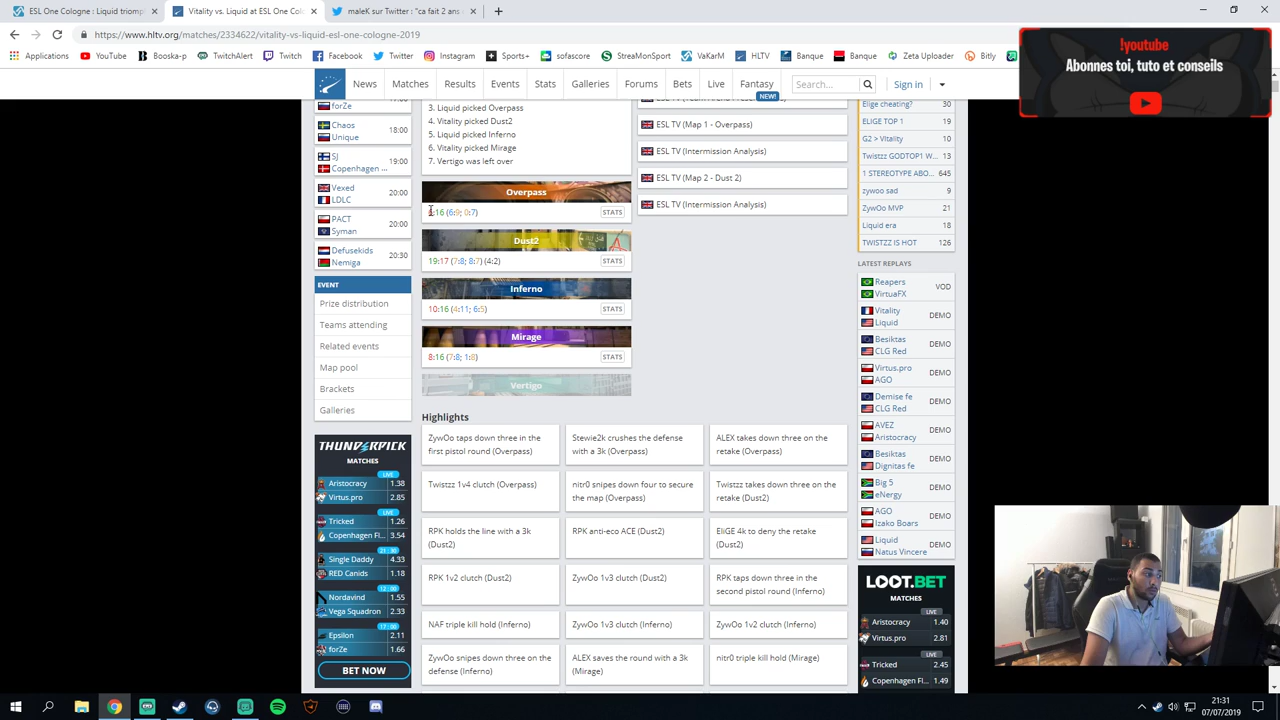 ESL One Cologne : Liquid triomph
Vitality vs. Liquid at ESL One Colo
maleK sur Twitter : "ca fait 2 ans
https://www.hltv.org/matches/2334622/vitality-vs-liquid-esl-one-cologne-2019
Applications YouTube Booska-p TwitchAlert Twitch Facebook Twitter Instagram Sports+ sofascore StreaMonSport VaKarM HLTV Banque Banque Zeta Uploader Bitly
!youtube
Abonnes toi, tuto et conseils
News Matches Results Events Stats Galleries Forums Bets Live Fantasy Search... Sign in
NEW!
forZe
Chaos 18:00
Unique
SJ 19:00
Copenhagen ...
Vexed 20:00
LDLC
PACT 20:00
Syman
Defusekids 20:30
Nemiga
EVENT
Prize distribution
Teams attending
Related events
Map pool
Brackets
Galleries
THUNDERPICK
MATCHES
LIVE
Aristocracy 1.38
Virtus.pro 2.85
LIVE
Tricked 1.26
Copenhagen Fl... 3.54
21:30
Single Daddy 4.33
RED Canids 1.18
Nordavind 1.55
Vega Squadron 2.33
Epsilon 2.11
forZe 1.66
BET NOW
3. Liquid picked Overpass
4. Vitality picked Dust2
5. Liquid picked Inferno
6. Vitality picked Mirage
7. Vertigo was left over
Overpass
:16 (6:9; 0:7) STATS
Dust2
19:17 (7:8; 8:7) (4:2) STATS
Inferno
10:16 (4:11; 6:5) STATS
Mirage
8:16 (7:8; 1:8) STATS
Vertigo
ESL TV (Map 1 - Overpass)
ESL TV (Intermission Analysis)
ESL TV (Map 2 - Dust 2)
ESL TV (Intermission Analysis)
Highlights
ZywOo taps down three in the first pistol round (Overpass)
Stewie2k crushes the defense with a 3k (Overpass)
ALEX takes down three on the retake (Overpass)
Twistzz 1v4 clutch (Overpass)
nitr0 snipes down four to secure the map (Overpass)
Twistzz takes down three on the retake (Dust2)
RPK holds the line with a 3k (Dust2)
RPK anti-eco ACE (Dust2)
EliGE 4k to deny the retake (Dust2)
RPK 1v2 clutch (Dust2)
ZywOo 1v3 clutch (Dust2)
RPK taps down three in the second pistol round (Inferno)
NAF triple kill hold (Inferno)
ZywOo 1v3 clutch (Inferno)
ZywOo 1v2 clutch (Inferno)
ZywOo snipes down three on the defense (Inferno)
ALEX saves the round with a 3k (Mirage)
nitr0 triple kill hold (Mirage)
Elige cheating? 30
ELIGE TOP 1 19
G2 > Vitality 10
Twistzz GODTOP1 W... 13
1 STEREOTYPE ABO... 645
zywoo sad 9
ZywOo MVP 21
Liquid era 18
TWISTZZ IS HOT 126
LATEST REPLAYS
Reapers VOD
VirtuaFX
Vitality DEMO
Liquid
Besiktas DEMO
CLG Red
Virtus.pro DEMO
AGO
Demise fe DEMO
CLG Red
AVEZ DEMO
Aristocracy
Besiktas DEMO
Dignitas fe
Big 5 DEMO
eNergy
AGO DEMO
Izako Boars
Liquid DEMO
Natus Vincere
LOOT.BET
MATCHES
LIVE
Aristocracy 1.40
Virtus.pro 2.81
LIVE
Tricked 2.45
Copenhagen Fl... 1.49
21:31
07/07/2019